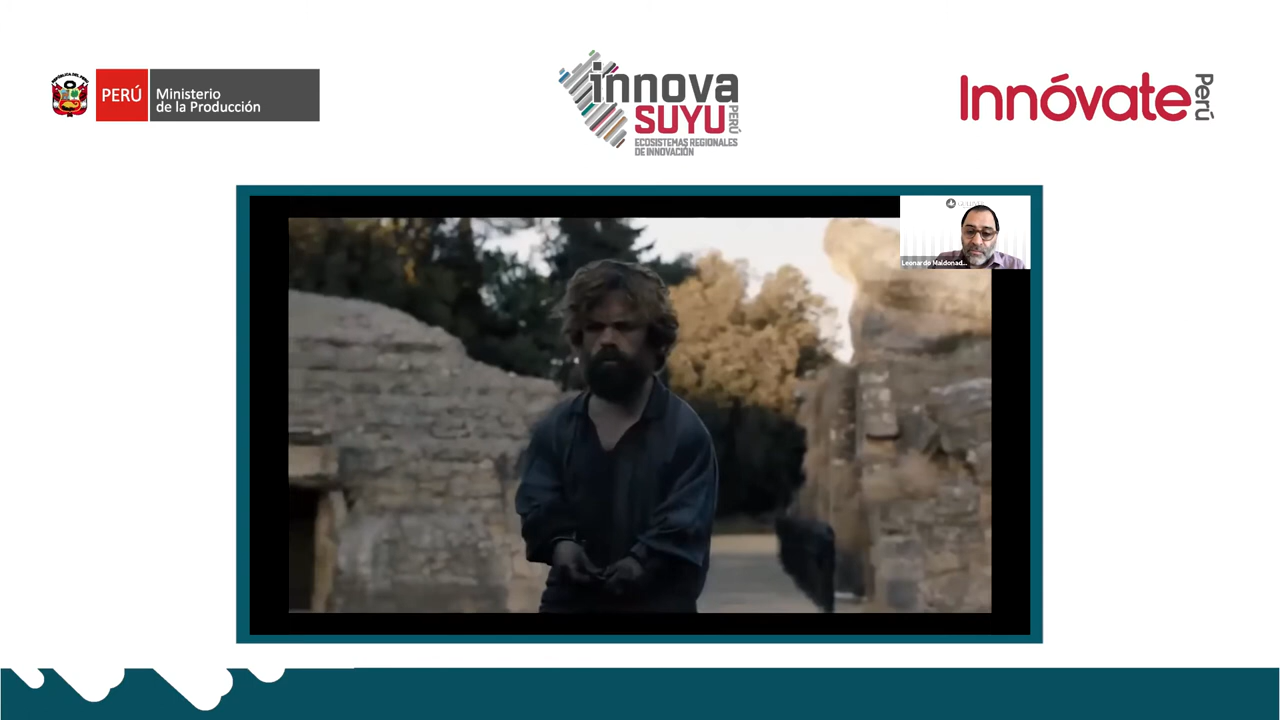 PERÚ
Ministerio
de la Producción
innova
SUYU
PERÚ
ECOSISTEMAS REGIONALES
DE INNOVACIÓN
Innóvate
Perú
Leonardo Maldonad...